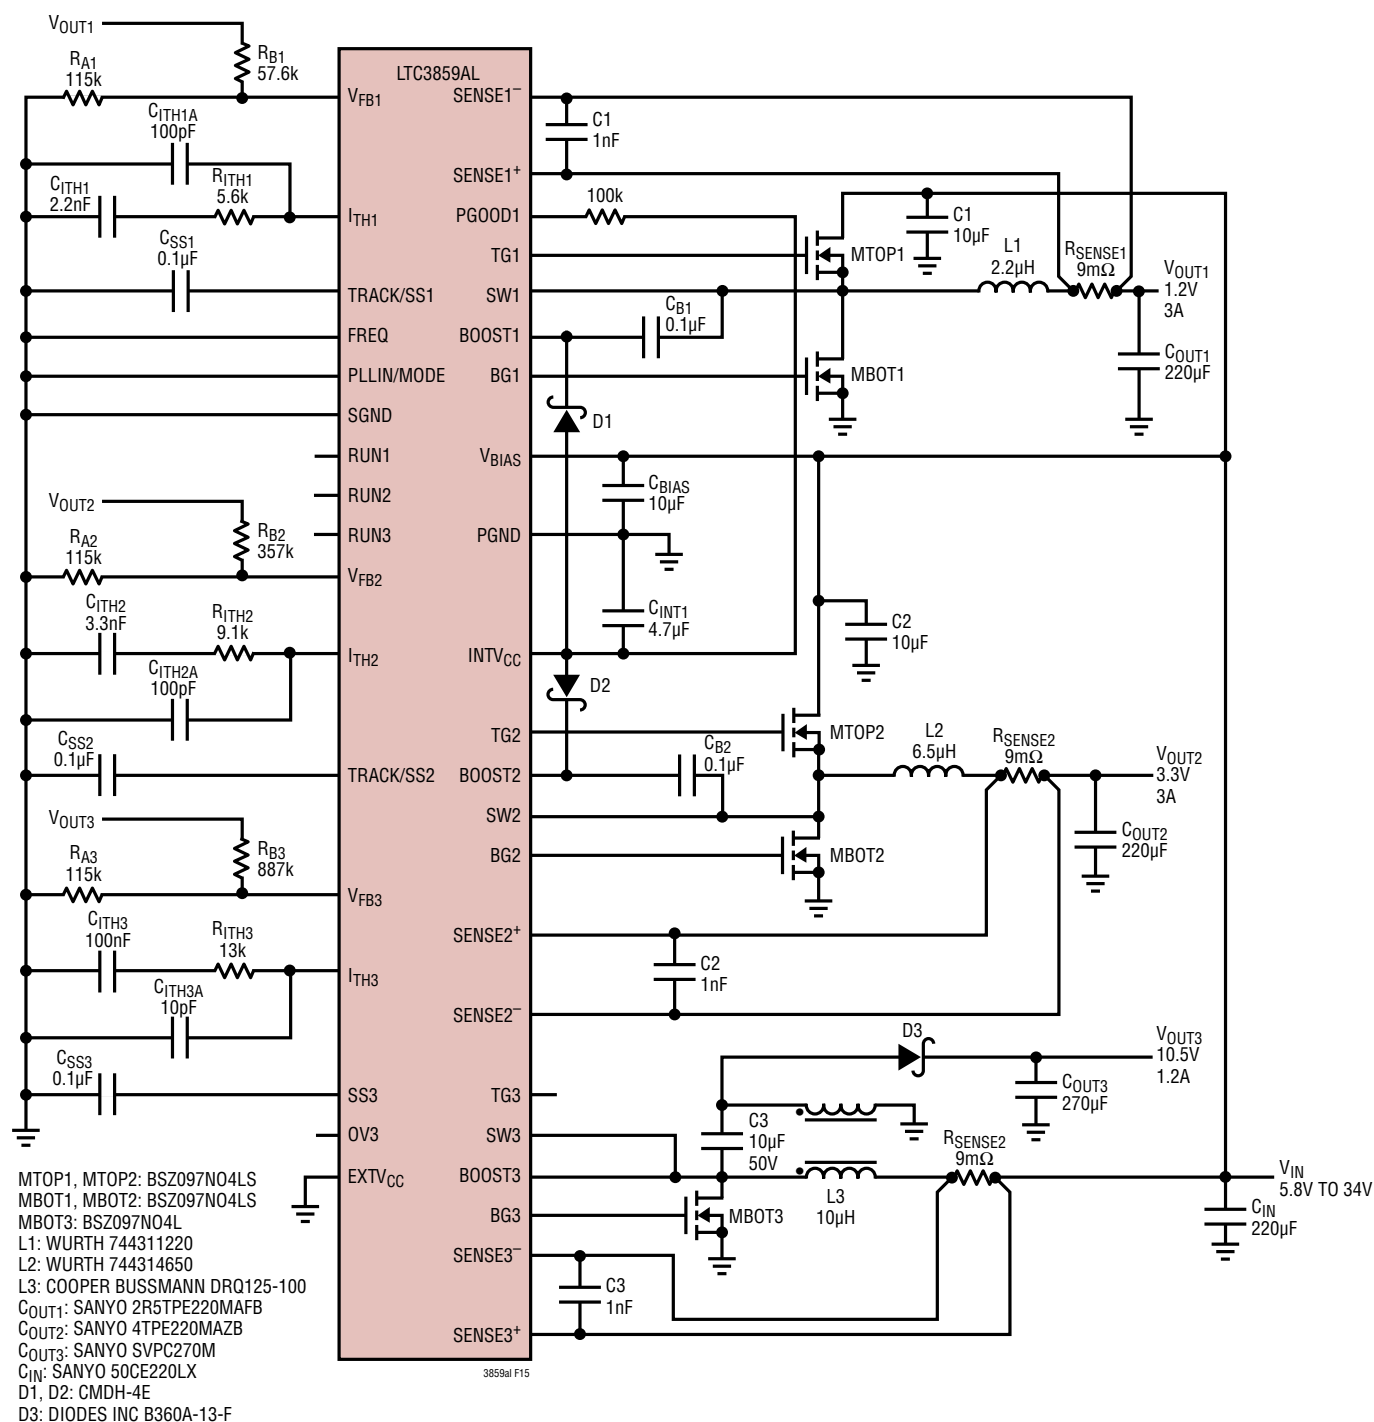 VOUT1
RB1
57.6k
RA1
115k
CITH1A
100pF
CITH1
2.2nF
RITH1
5.6k
CSS1
0.1µF
VOUT2
RB2
357k
RA2
115k
CITH2
3.3nF
RITH2
9.1k
CITH2A
100pF
CSS2
0.1µF
VOUT3
RB3
887k
RA3
115k
CITH3
100nF
RITH3
13k
CITH3A
10pF
CSS3
0.1µF
LTC3859AL
VFB1
ITH1
TRACK/SS1
FREQ
PLLIN/MODE
SGND
RUN1
RUN2
RUN3
VFB2
ITH2
TRACK/SS2
VFB3
ITH3
SS3
OV3
EXTVCC
SENSE1–
SENSE1+
PGOOD1
TG1
SW1
BOOST1
BG1
VBIAS
PGND
INTVCC
TG2
BOOST2
SW2
BG2
SENSE2+
SENSE2–
TG3
SW3
BOOST3
BG3
SENSE3–
SENSE3+
3859al F15
C1
1nF
100k
C1
10µF
MTOP1
L1
2.2µH
RSENSE1
9mΩ
VOUT1
1.2V
3A
CB1
0.1µF
COUT1
220µF
MBOT1
D1
CBIAS
10µF
CINT1
4.7µF
C2
10µF
D2
MTOP2
L2
6.5µH
RSENSE2
9mΩ
VOUT2
3.3V
3A
CB2
0.1µF
COUT2
220µF
MBOT2
C2
1nF
D3
VOUT3
10.5V
1.2A
COUT3
270µF
C3
10µF
50V
RSENSE2
9mΩ
L3
10µH
VIN
5.8V TO 34V
CIN
220µF
MBOT3
C3
1nF
MTOP1, MTOP2: BSZ097NO4LS
MBOT1, MBOT2: BSZ097NO4LS
MBOT3: BSZ097NO4L
L1: WURTH 744311220
L2: WURTH 744314650
L3: COOPER BUSSMANN DRQ125-100
COUT1: SANYO 2R5TPE220MAFB
COUT2: SANYO 4TPE220MAZB
COUT3: SANYO SVPC270M
CIN: SANYO 50CE220LX
D1, D2: CMDH-4E
D3: DIODES INC B360A-13-F